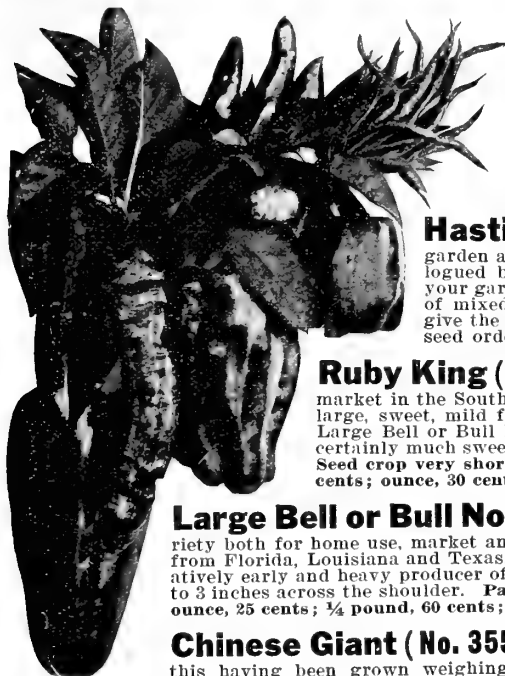 Hasti
garden a
logued b
your gar
of mixed
give the
seed orde
Ruby King (
market in the South
large, sweet, mild f
Large Bell or Bull
certainly much swee
Seed crop very shor
cents; ounce, 30 cent
Large Bell or Bull No
riety both for home use, market an
from Florida, Louisiana and Texas
atively early and heavy producer of
to 3 inches across the shoulder. Pa
ounce, 25 cents; ¼ pound, 60 cents;
Chinese Giant (No. 355
this having been grown weighing